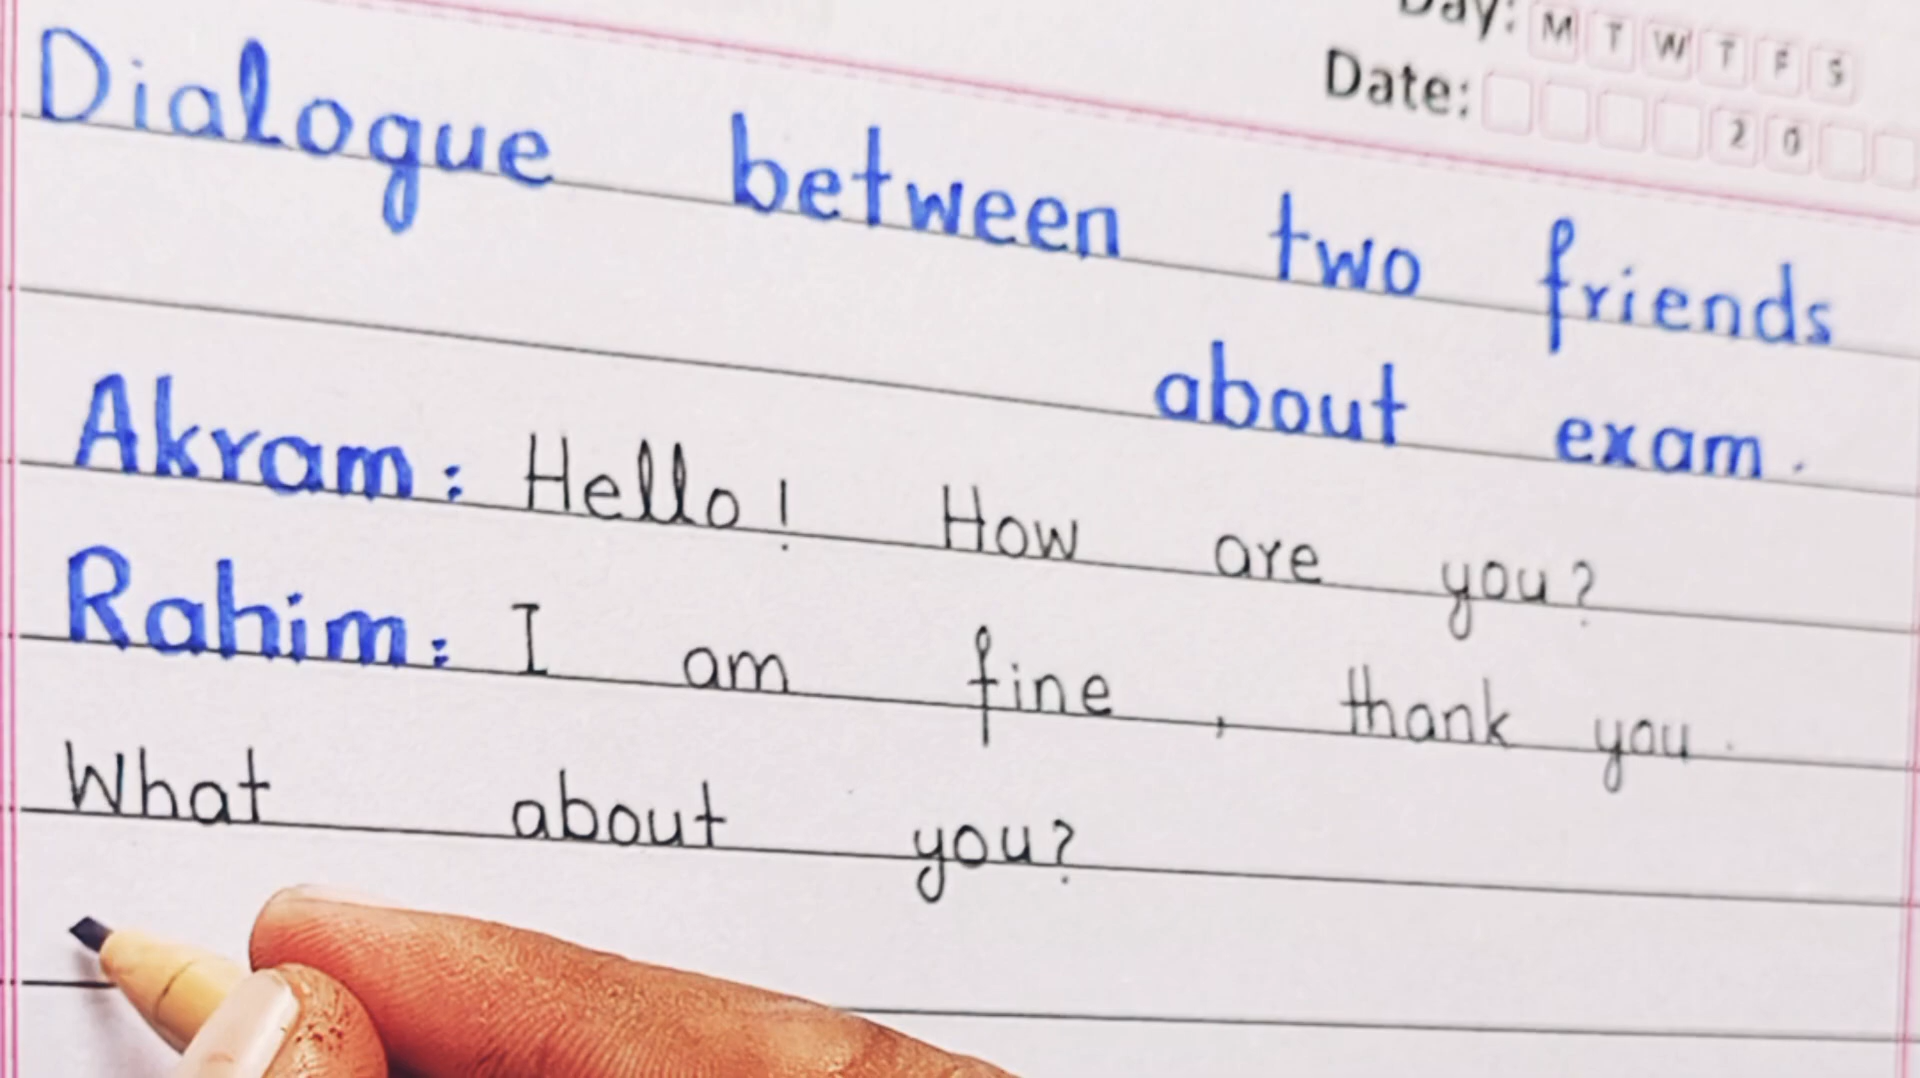 Day: M T W T F S
Date: 2 0
Dialogue between two friends
about exam.
Akram: Hello! How are you?
Rahim: I am fine, thank you.
What about you?